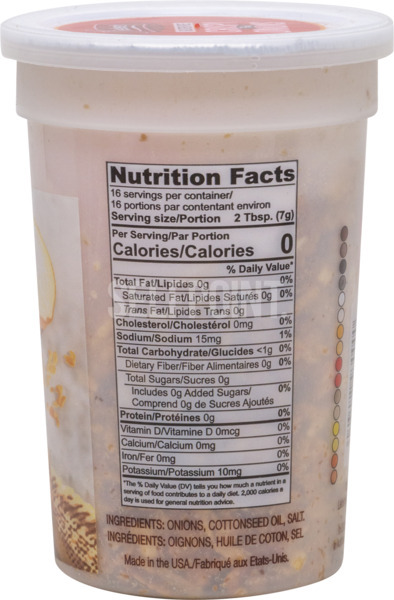 Nutrition Facts
16 servings per container/
16 portions par contentant environ
Serving size/Portion 2 Tbsp. (7g)
Per Serving/Par Portion
Calories/Calories 0
% Daily Value*
Total Fat/Lipides 0g 0%
Saturated Fat/Lipides Saturés 0g 0%
Trans Fat/Lipides Trans 0g
Cholesterol/Cholestérol 0mg 0%
Sodium/Sodium 15mg 1%
Total Carbohydrate/Glucides <1g 0%
Dietary Fiber/Fiber Alimentaires 0g 0%
Total Sugars/Sucres 0g
Includes 0g Added Sugars/ 0%
Comprend 0g de Sucres Ajoutés
Protein/Protéines 0g 0%
Vitamin D/Vitamine D 0mcg 0%
Calcium/Calcium 0mg 0%
Iron/Fer 0mg 0%
Potassium/Potassium 10mg 0%
*The % Daily Value (DV) tells you how much a nutrient in a
serving of food contributes to a daily diet. 2,000 calories a
day is used for general nutrition advice.
INGREDIENTS: ONIONS, COTTONSEED OIL, SALT.
INGRÉDIENTS: OIGNONS, HUILE DE COTON, SEL
Made in the USA./Fabriqué aux Etats-Unis.